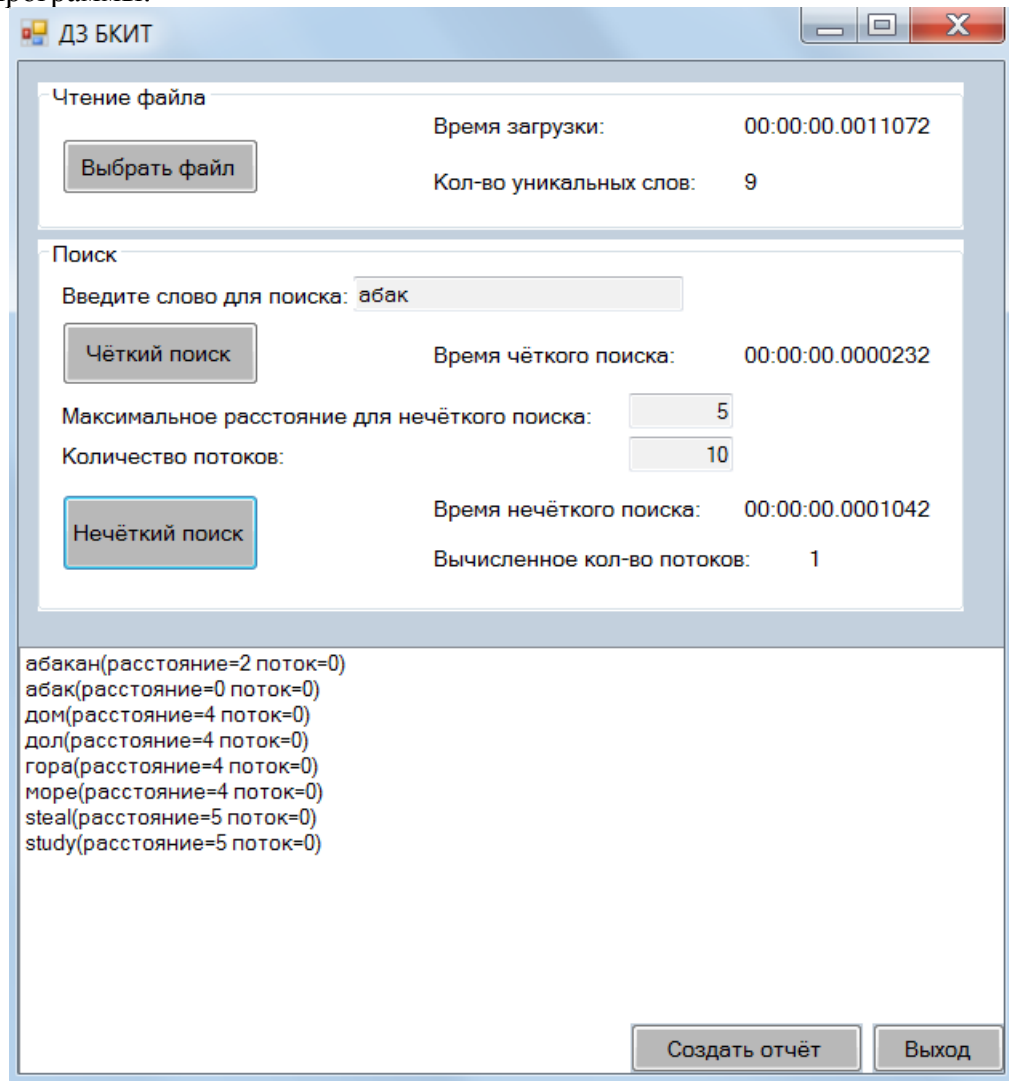 ДЗ БКИТ
Чтение файла
Время загрузки: 00:00:00.0011072
Выбрать файл
Кол-во уникальных слов: 9
Поиск
Введите слово для поиска: абак
Чёткий поиск Время чёткого поиска: 00:00:00.0000232
Максимальное расстояние для нечёткого поиска: 5
Количество потоков: 10
Время нечёткого поиска: 00:00:00.0001042
Нечёткий поиск
Вычисленное кол-во потоков: 1
абакан(расстояние=2 поток=0)
абак(расстояние=0 поток=0)
дом(расстояние=4 поток=0)
дол(расстояние=4 поток=0)
гора(расстояние=4 поток=0)
море(расстояние=4 поток=0)
steal(расстояние=5 поток=0)
study(расстояние=5 поток=0)
Создать отчёт Выход